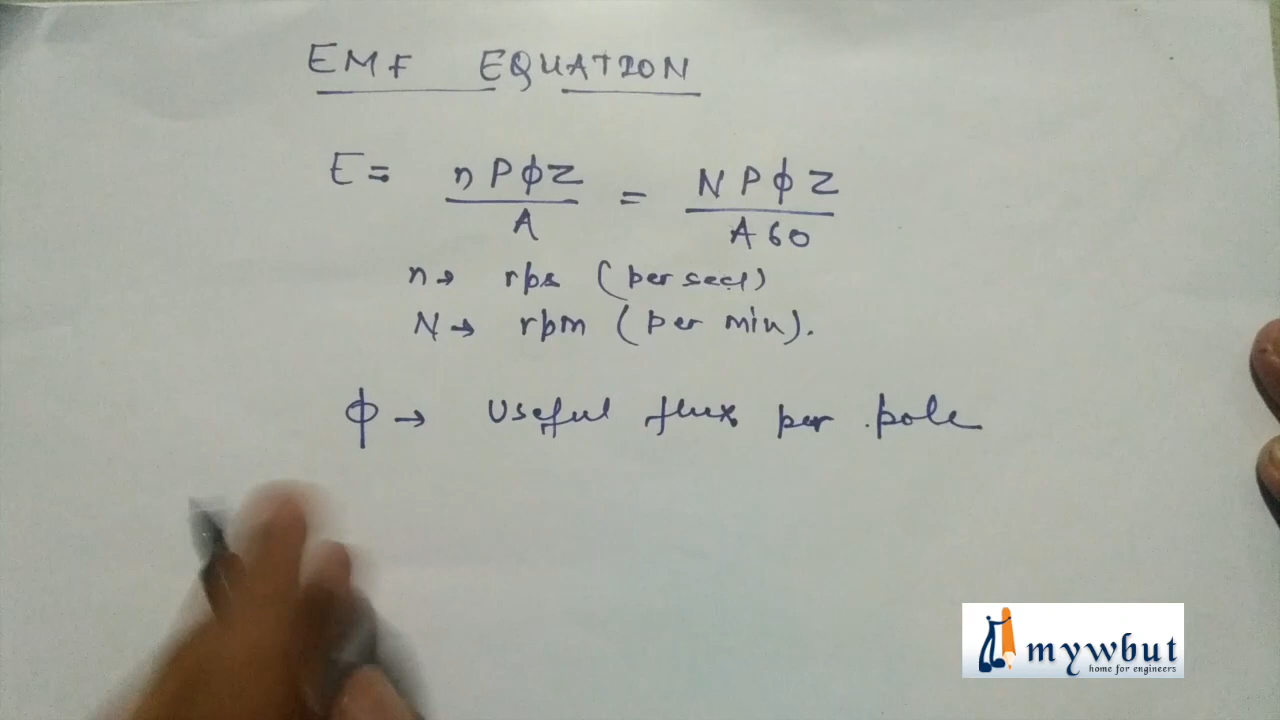 EMF EQUATION
E = nPϕZ / A = NPϕZ / A60
n → rps (per sec)
N → rpm (per min).
ϕ → Useful flux per pole
mywbut
home for engineers